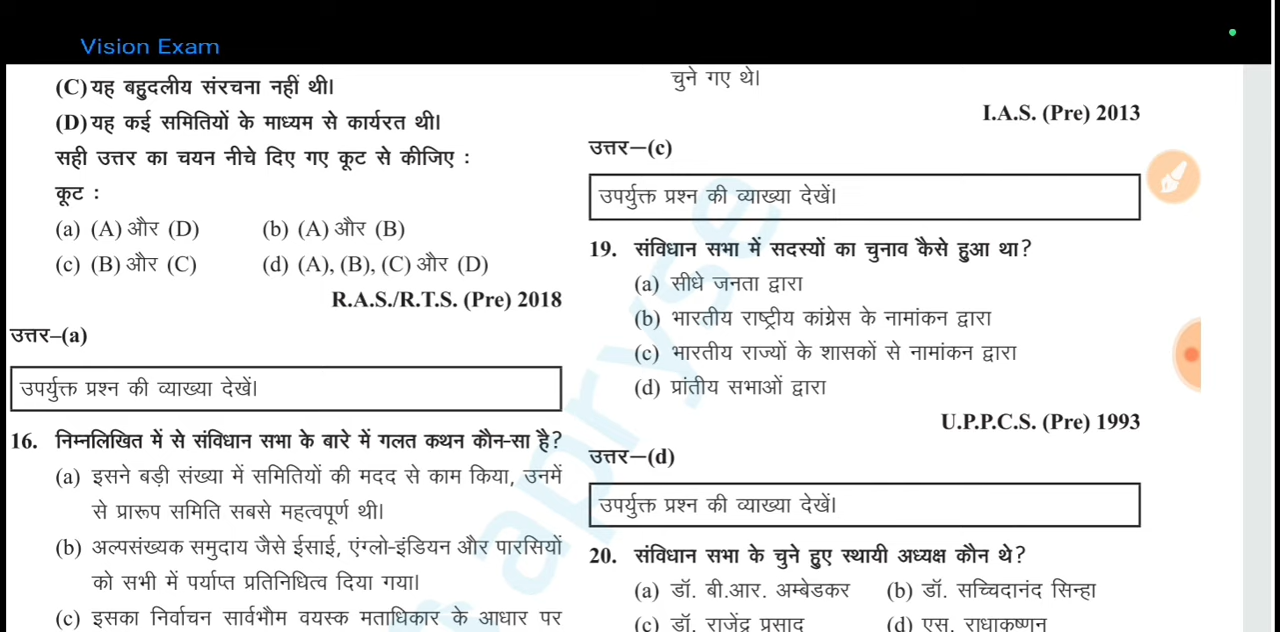 Vision Exam
(C) यह बहुदलीय संरचना नहीं थी।
(D) यह कई समितियों के माध्यम से कार्यरत थी।
सही उत्तर का चयन नीचे दिए गए कूट से कीजिए :
कूट :
(a) (A) और (D) (b) (A) और (B)
(c) (B) और (C) (d) (A), (B), (C) और (D)
R.A.S./R.T.S. (Pre) 2018
उत्तर–(a)
उपर्युक्त प्रश्न की व्याख्या देखें।
16. निम्नलिखित में से संविधान सभा के बारे में गलत कथन कौन-सा है?
(a) इसने बड़ी संख्या में समितियों की मदद से काम किया, उनमें
से प्रारूप समिति सबसे महत्वपूर्ण थी।
(b) अल्पसंख्यक समुदाय जैसे ईसाई, एंग्लो-इंडियन और पारसियों
को सभी में पर्याप्त प्रतिनिधित्व दिया गया।
(c) इसका निर्वाचन सार्वभौम वयस्क मताधिकार के आधार पर
चुने गए थे।
I.A.S. (Pre) 2013
उत्तर–(c)
उपर्युक्त प्रश्न की व्याख्या देखें।
19. संविधान सभा में सदस्यों का चुनाव कैसे हुआ था?
(a) सीधे जनता द्वारा
(b) भारतीय राष्ट्रीय कांग्रेस के नामांकन द्वारा
(c) भारतीय राज्यों के शासकों से नामांकन द्वारा
(d) प्रांतीय सभाओं द्वारा
U.P.P.C.S. (Pre) 1993
उत्तर–(d)
उपर्युक्त प्रश्न की व्याख्या देखें।
20. संविधान सभा के चुने हुए स्थायी अध्यक्ष कौन थे?
(a) डॉ. बी.आर. अम्बेडकर (b) डॉ. सच्चिदानंद सिन्हा
(c) डॉ. राजेंद्र प्रसाद (d) एस. राधाकृष्णन